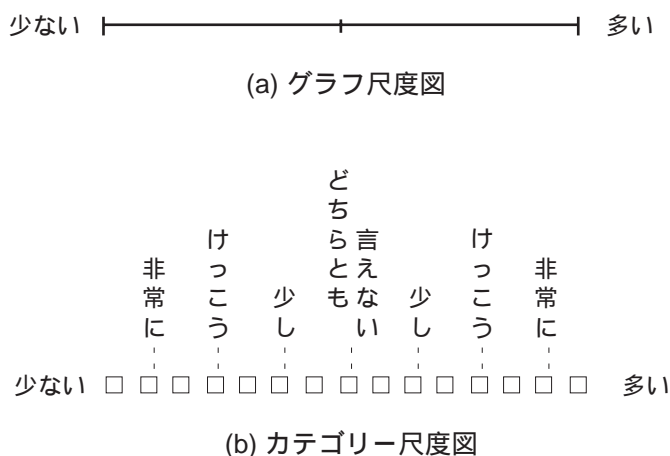 少ない 多い
(a) グラフ尺度図
非常に
けっこう
少し
どちらとも
言えない
少し
けっこう
非常に
少ない □ □ □ □ □ □ □ □ □ □ □ □ □ □ □ 多い
(b) カテゴリー尺度図